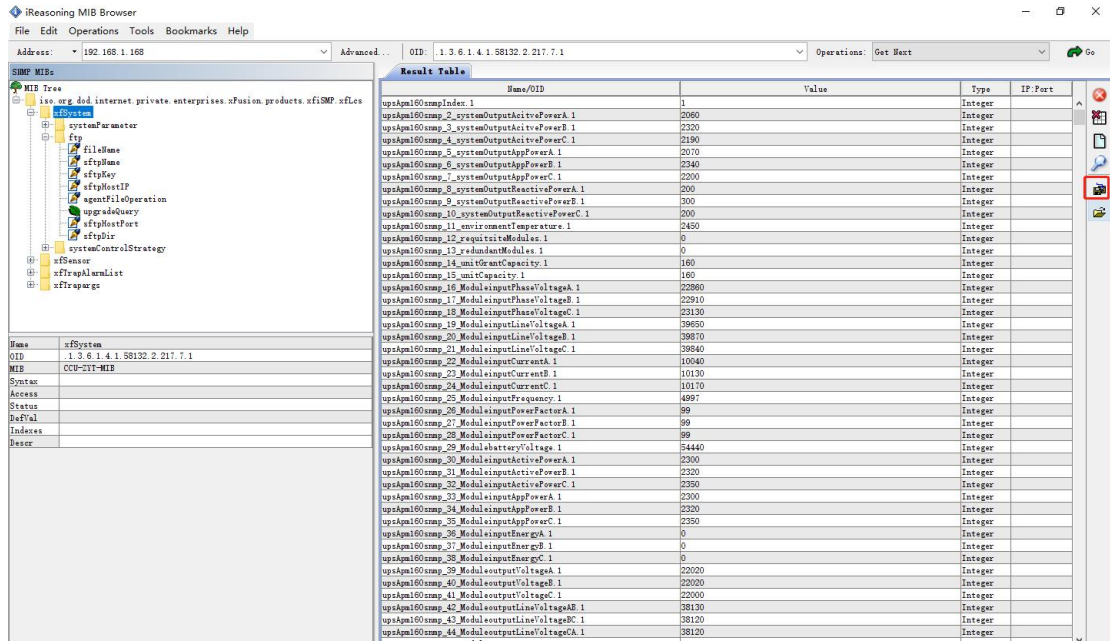 iReasoning MIB Browser
File Edit Operations Tools Bookmarks Help
Address: 192.168.1.168 Advanced... OID: .1.3.6.1.4.1.58132.2.217.7.1 Operations: Get Next Go
SNMP MIBs
MIB Tree
iso.org.dod.internet.private.enterprises.xFusion.products.xfiSMP.xfLcs
xfSystem
systemParameter
ftp
fileName
sftpName
sftpKey
sftpHostIP
agentFileOperation
upgradeQuery
sftpHostPort
sftpDir
systemControlStrategy
xfSensor
xfTrapAlarmList
xfTrapargs
Name xfSystem
OID .1.3.6.1.4.1.58132.2.217.7.1
MIB CCU-ZYT-MIB
Syntax
Access
Status
DefVal
Indexes
Descr
Result Table
Name/OID Value Type IP:Port
upsApm160snmpIndex.1 1 Integer
upsApm160snmp_2_systemOutputAcitvePowerA.1 2060 Integer
upsApm160snmp_3_systemOutputAcitvePowerB.1 2320 Integer
upsApm160snmp_4_systemOutputAcitvePowerC.1 2190 Integer
upsApm160snmp_5_systemOutputAppPowerA.1 2070 Integer
upsApm160snmp_6_systemOutputAppPowerB.1 2340 Integer
upsApm160snmp_7_systemOutputAppPowerC.1 2200 Integer
upsApm160snmp_8_systemOutputReactivePowerA.1 200 Integer
upsApm160snmp_9_systemOutputReactivePowerB.1 300 Integer
upsApm160snmp_10_systemOutputReactivePowerC.1 200 Integer
upsApm160snmp_11_environmentTemperature.1 2450 Integer
upsApm160snmp_12_requitsiteModules.1 0 Integer
upsApm160snmp_13_redundantModules.1 0 Integer
upsApm160snmp_14_unitGrantCapacity.1 160 Integer
upsApm160snmp_15_unitCapacity.1 160 Integer
upsApm160snmp_16_ModuleinputPhaseVoltageA.1 22860 Integer
upsApm160snmp_17_ModuleinputPhaseVoltageB.1 22910 Integer
upsApm160snmp_18_ModuleinputPhaseVoltageC.1 23130 Integer
upsApm160snmp_19_ModuleinputLineVoltageA.1 39650 Integer
upsApm160snmp_20_ModuleinputLineVoltageB.1 39870 Integer
upsApm160snmp_21_ModuleinputLineVoltageC.1 39840 Integer
upsApm160snmp_22_ModuleinputCurrentA.1 10040 Integer
upsApm160snmp_23_ModuleinputCurrentB.1 10130 Integer
upsApm160snmp_24_ModuleinputCurrentC.1 10170 Integer
upsApm160snmp_25_ModuleinputFrequency.1 4997 Integer
upsApm160snmp_26_ModuleinputPowerFactorA.1 99 Integer
upsApm160snmp_27_ModuleinputPowerFactorB.1 99 Integer
upsApm160snmp_28_ModuleinputPowerFactorC.1 99 Integer
upsApm160snmp_29_ModulebatteryVoltage.1 54440 Integer
upsApm160snmp_30_ModuleinputActivePowerA.1 2300 Integer
upsApm160snmp_31_ModuleinputActivePowerB.1 2320 Integer
upsApm160snmp_32_ModuleinputActivePowerC.1 2350 Integer
upsApm160snmp_33_ModuleinputAppPowerA.1 2300 Integer
upsApm160snmp_34_ModuleinputAppPowerB.1 2320 Integer
upsApm160snmp_35_ModuleinputAppPowerC.1 2350 Integer
upsApm160snmp_36_ModuleinputEnergyA.1 0 Integer
upsApm160snmp_37_ModuleinputEnergyB.1 0 Integer
upsApm160snmp_38_ModuleinputEnergyC.1 0 Integer
upsApm160snmp_39_ModuleoutputVoltageA.1 22020 Integer
upsApm160snmp_40_ModuleoutputVoltageB.1 22020 Integer
upsApm160snmp_41_ModuleoutputVoltageC.1 22000 Integer
upsApm160snmp_42_ModuleoutputLineVoltageAB.1 38130 Integer
upsApm160snmp_43_ModuleoutputLineVoltageBC.1 38120 Integer
upsApm160snmp_44_ModuleoutputLineVoltageCA.1 38120 Integer